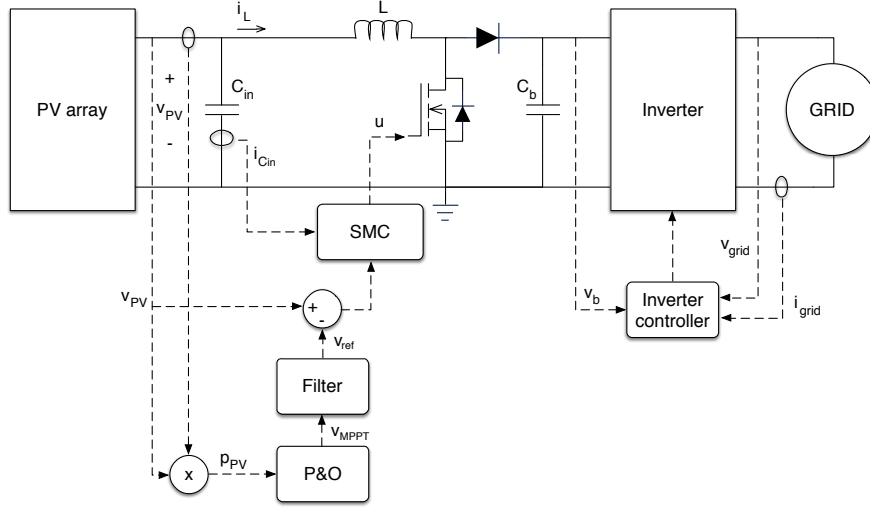 i_L
L
+
C_in
C_b
PV array
v_PV
Inverter
GRID
u
-
i_Cin
SMC
v_grid
v_PV
v_b
Inverter
controller
i_grid
+
-
v_ref
Filter
v_MPPT
x
p_PV
P&O